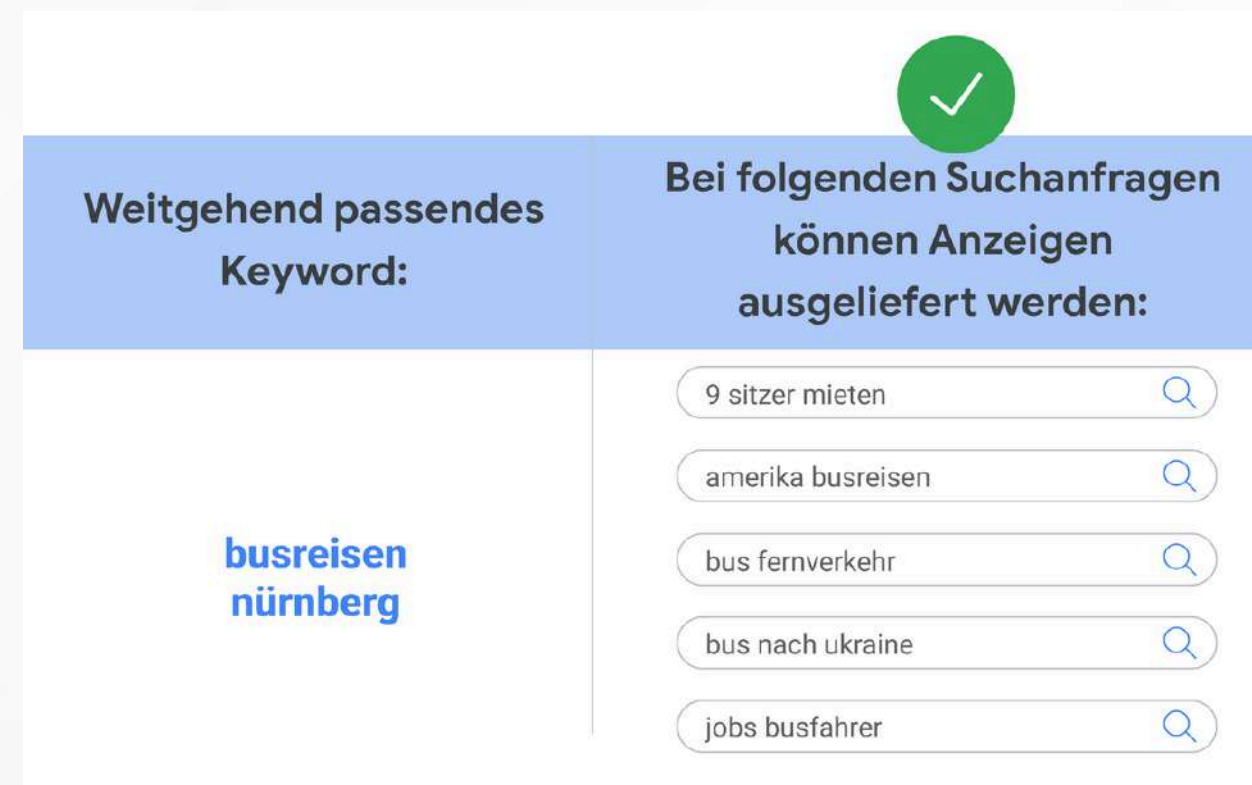 Weitgehend passendes
Keyword:
Bei folgenden Suchanfragen
können Anzeigen
ausgeliefert werden:
busreisen
nürnberg
9 sitzer mieten
amerika busreisen
bus fernverkehr
bus nach ukraine
jobs busfahrer